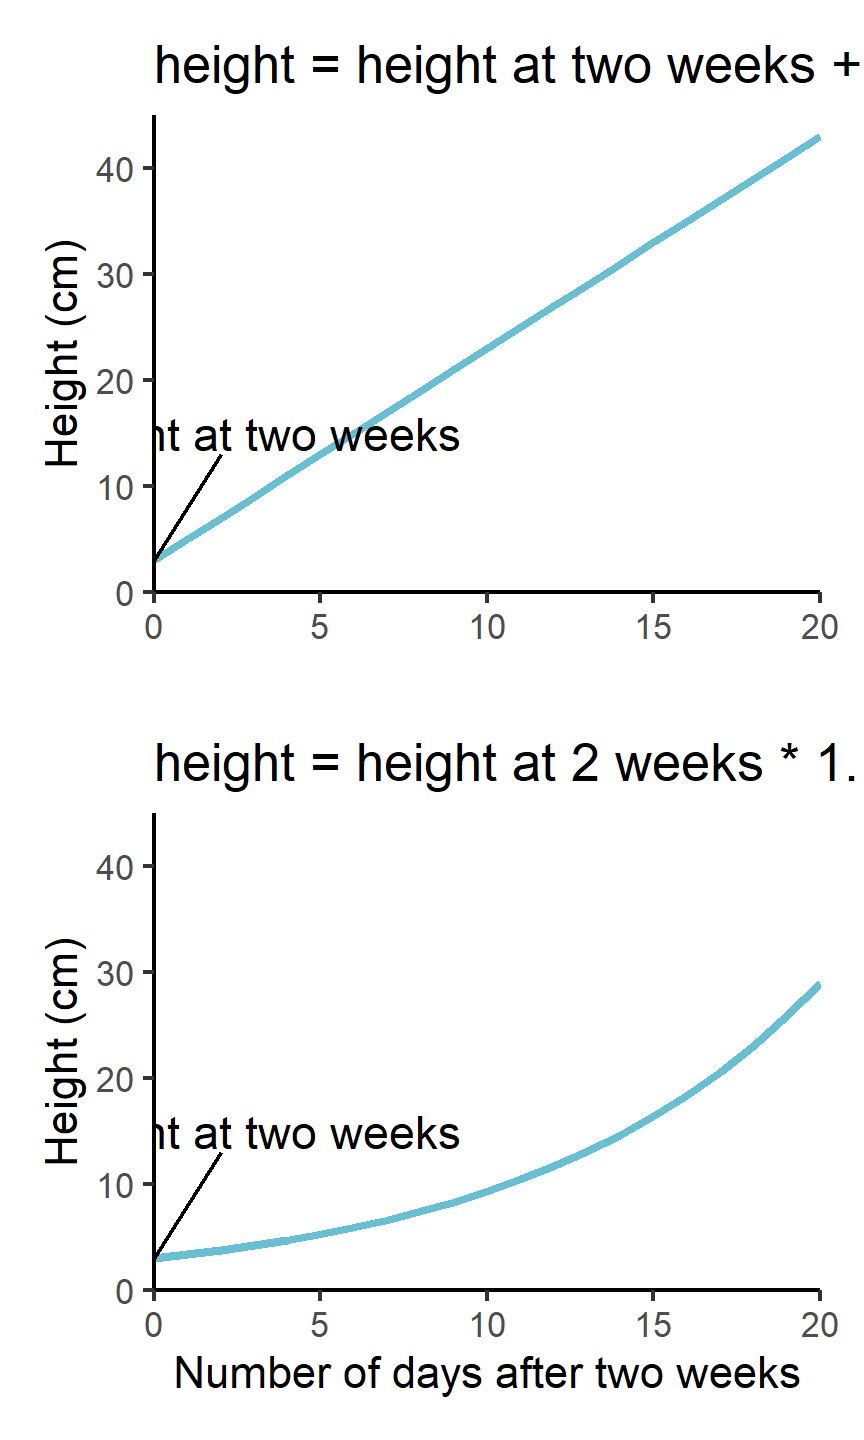 height = height at two weeks +
40
30
20
10
0
Height (cm)
nt at two weeks
0 5 10 15 20
height = height at 2 weeks * 1.
40
30
20
10
0
Height (cm)
nt at two weeks
0 5 10 15 20
Number of days after two weeks